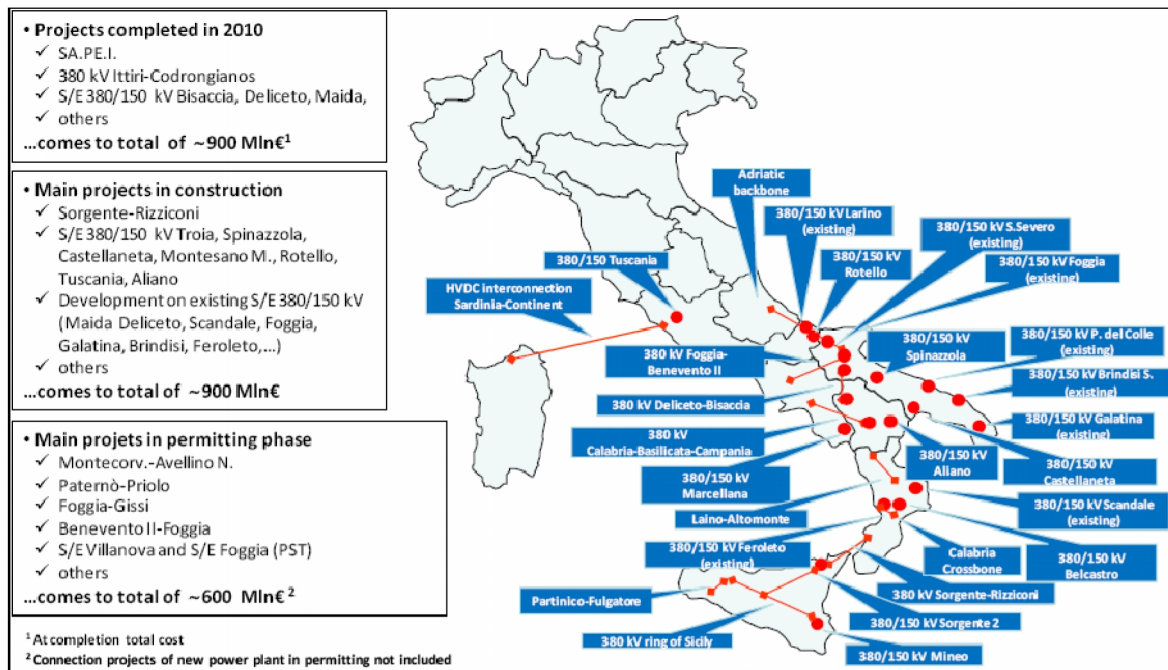 • Projects completed in 2010
✓ SA.PE.I.
✓ 380 kV Ittiri-Codrongianos
✓ S/E 380/150 kV Bisaccia, Deliceto, Maida,
✓ others
...comes to total of ~900 Mln€¹
• Main projects in construction
✓ Sorgente-Rizziconi
✓ S/E 380/150 kV Troia, Spinazzola,
Castellaneta, Montesano M., Rotello,
Tuscania, Aliano
✓ Development on existing S/E 380/150 kV
(Maida Deliceto, Scandale, Foggia,
Galatina, Brindisi, Feroleto,...)
✓ others
...comes to total of ~900 Mln€
• Main projets in permitting phase
✓ Montecorv.-Avellino N.
✓ Paternò-Priolo
✓ Foggia-Gissi
✓ Benevento II-Foggia
✓ S/E Villanova and S/E Foggia (PST)
✓ others
...comes to total of ~600 Mln€ ²
¹ At completion total cost
² Connection projects of new power plant in permitting not included
Adriatic
backbone
380/150 kV Larino
(existing)
380/150 kV S.Severo
(existing)
380/150 kV
Rotello
380/150 kV Foggia
(existing)
380/150 Tuscania
HVDC interconnection
Sardinia-Continent
380/150 kV
Spinazzola
380/150 kV P. del Colle
(existing)
380 kV Foggia-
Benevento II
380/150 kV Brindisi S.
(existing)
380 kV Deliceto-Bisaccia
380/150 kV Galatina
(existing)
380 kV
Calabria-Basilicata-Campania
380/150 kV
Aliano
380/150 kV
Castellaneta
380/150 kV
Marcellana
380/150 kV Scandale
(existing)
Laino-Altomonte
380/150 kV Feroleto
(existing)
Calabria
Crossbone
380/150 kV
Belcastro
380 kV Sorgente-Rizziconi
Partinico-Fulgatore
380/150 kV Sorgente 2
380 kV ring of Sicily
380/150 kV Mineo